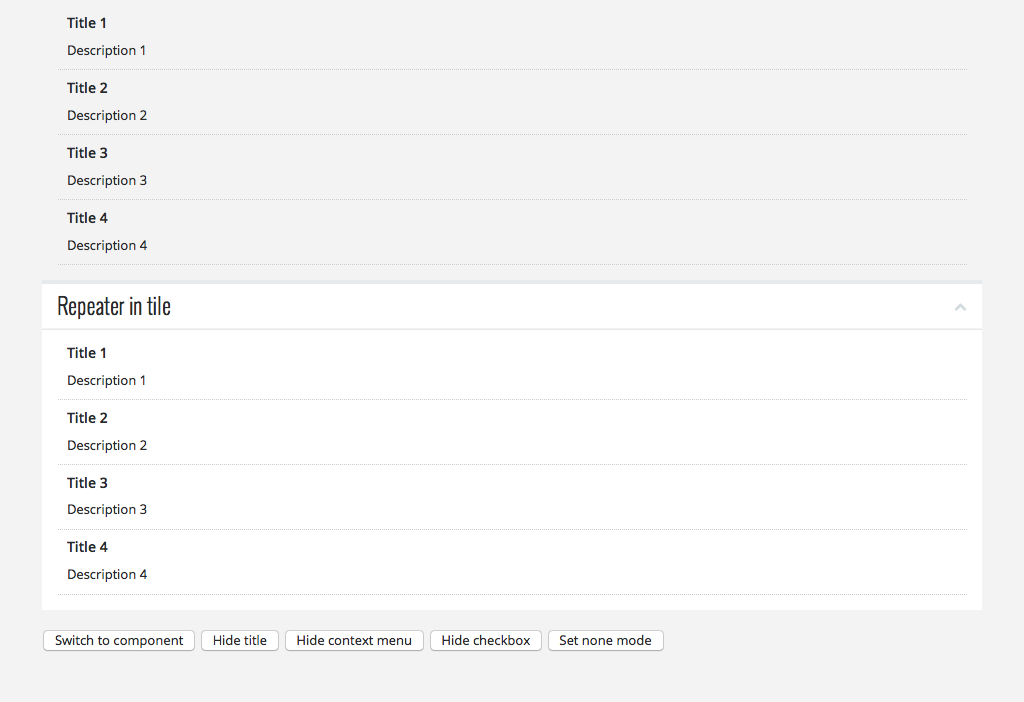 Title 1
Description 1
Title 2
Description 2
Title 3
Description 3
Title 4
Description 4
Repeater in tile
Title 1
Description 1
Title 2
Description 2
Title 3
Description 3
Title 4
Description 4
Switch to component Hide title Hide context menu Hide checkbox Set none mode